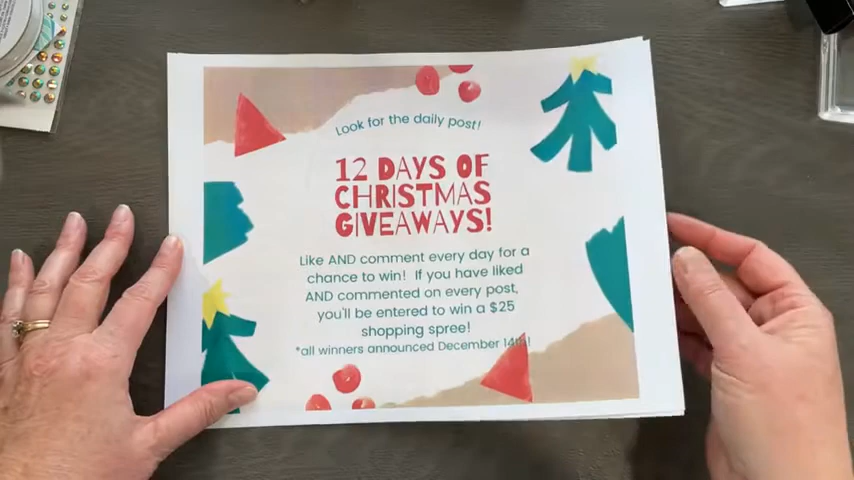 Look for the daily post!
12 DAYS OF
CHRISTMAS
GIVEAWAYS!
Like AND comment every day for a
chance to win! If you have liked
AND commented on every post,
you'll be entered to win a $25
shopping spree!
*all winners announced December 14th!